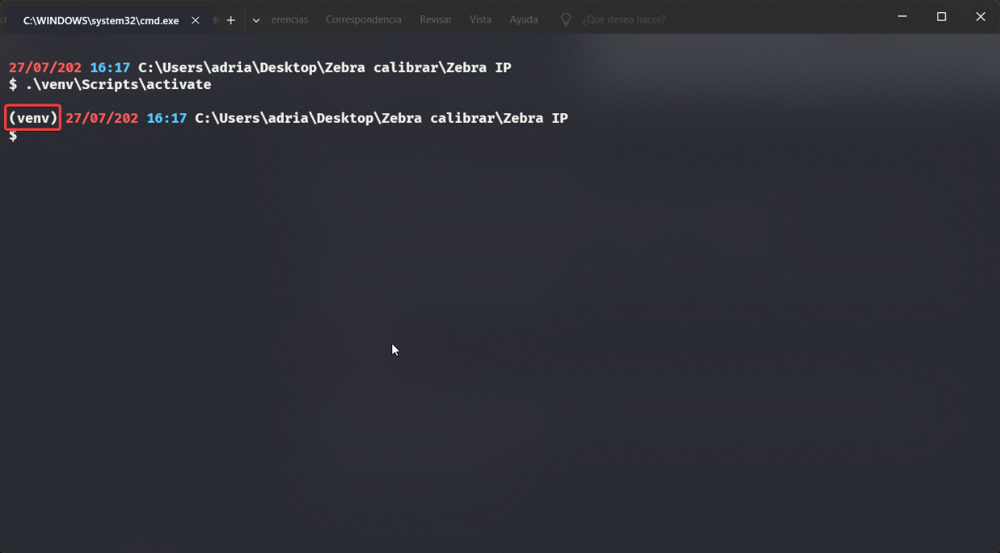 C:\WINDOWS\system32\cmd.exe
erencias Correspondencia Revisar Vista Ayuda ¿Qué desea hacer?
27/07/202 16:17 C:\Users\adria\Desktop\Zebra calibrar\Zebra IP
$ .\venv\Scripts\activate
(venv) 27/07/202 16:17 C:\Users\adria\Desktop\Zebra calibrar\Zebra IP
$